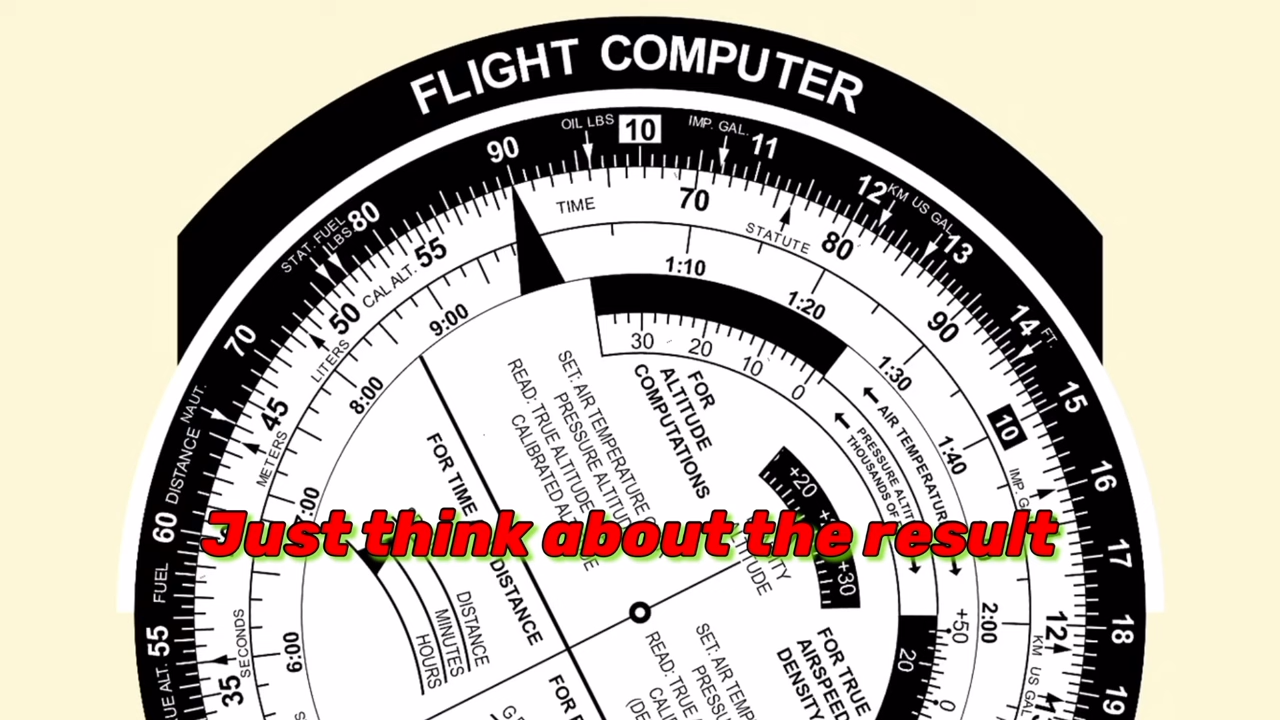 FLIGHT COMPUTER
OIL LBS
10
IMP. GAL.
11
90
12
KM
US GAL.
13
TIME
70
STAT.
FUEL LBS
80
STATUTE
80
CAL ALT.
55
1:10
14
FT.
50
9:00
1:20
90
70
LITERS
30
20
10
0
1:30
8:00
15
NAUT.
DISTANCE
45
METERS
FOR
ALTITUDE
COMPUTATIONS
SET: AIR TEMPERATURE
PRESSURE ALTITUDE
READ: TRUE ALTITUDE
CALIBRATED
AIR TEMPERATURE
PRESSURE
THOUSANDS OF
10
1:40
16
IMP.
+20
+30
60
Just think about the result
17
FUEL
FOR TIME
DISTANCE
DISTANCE
MINUTES
HOURS
55
SECONDS
6:00
35
+50
2:00
12
18
KM
US GAL
FOR TRUE
AIRSPEED
DENSITY
SET: AIR TEMP
READ: TRUE
20
0
19